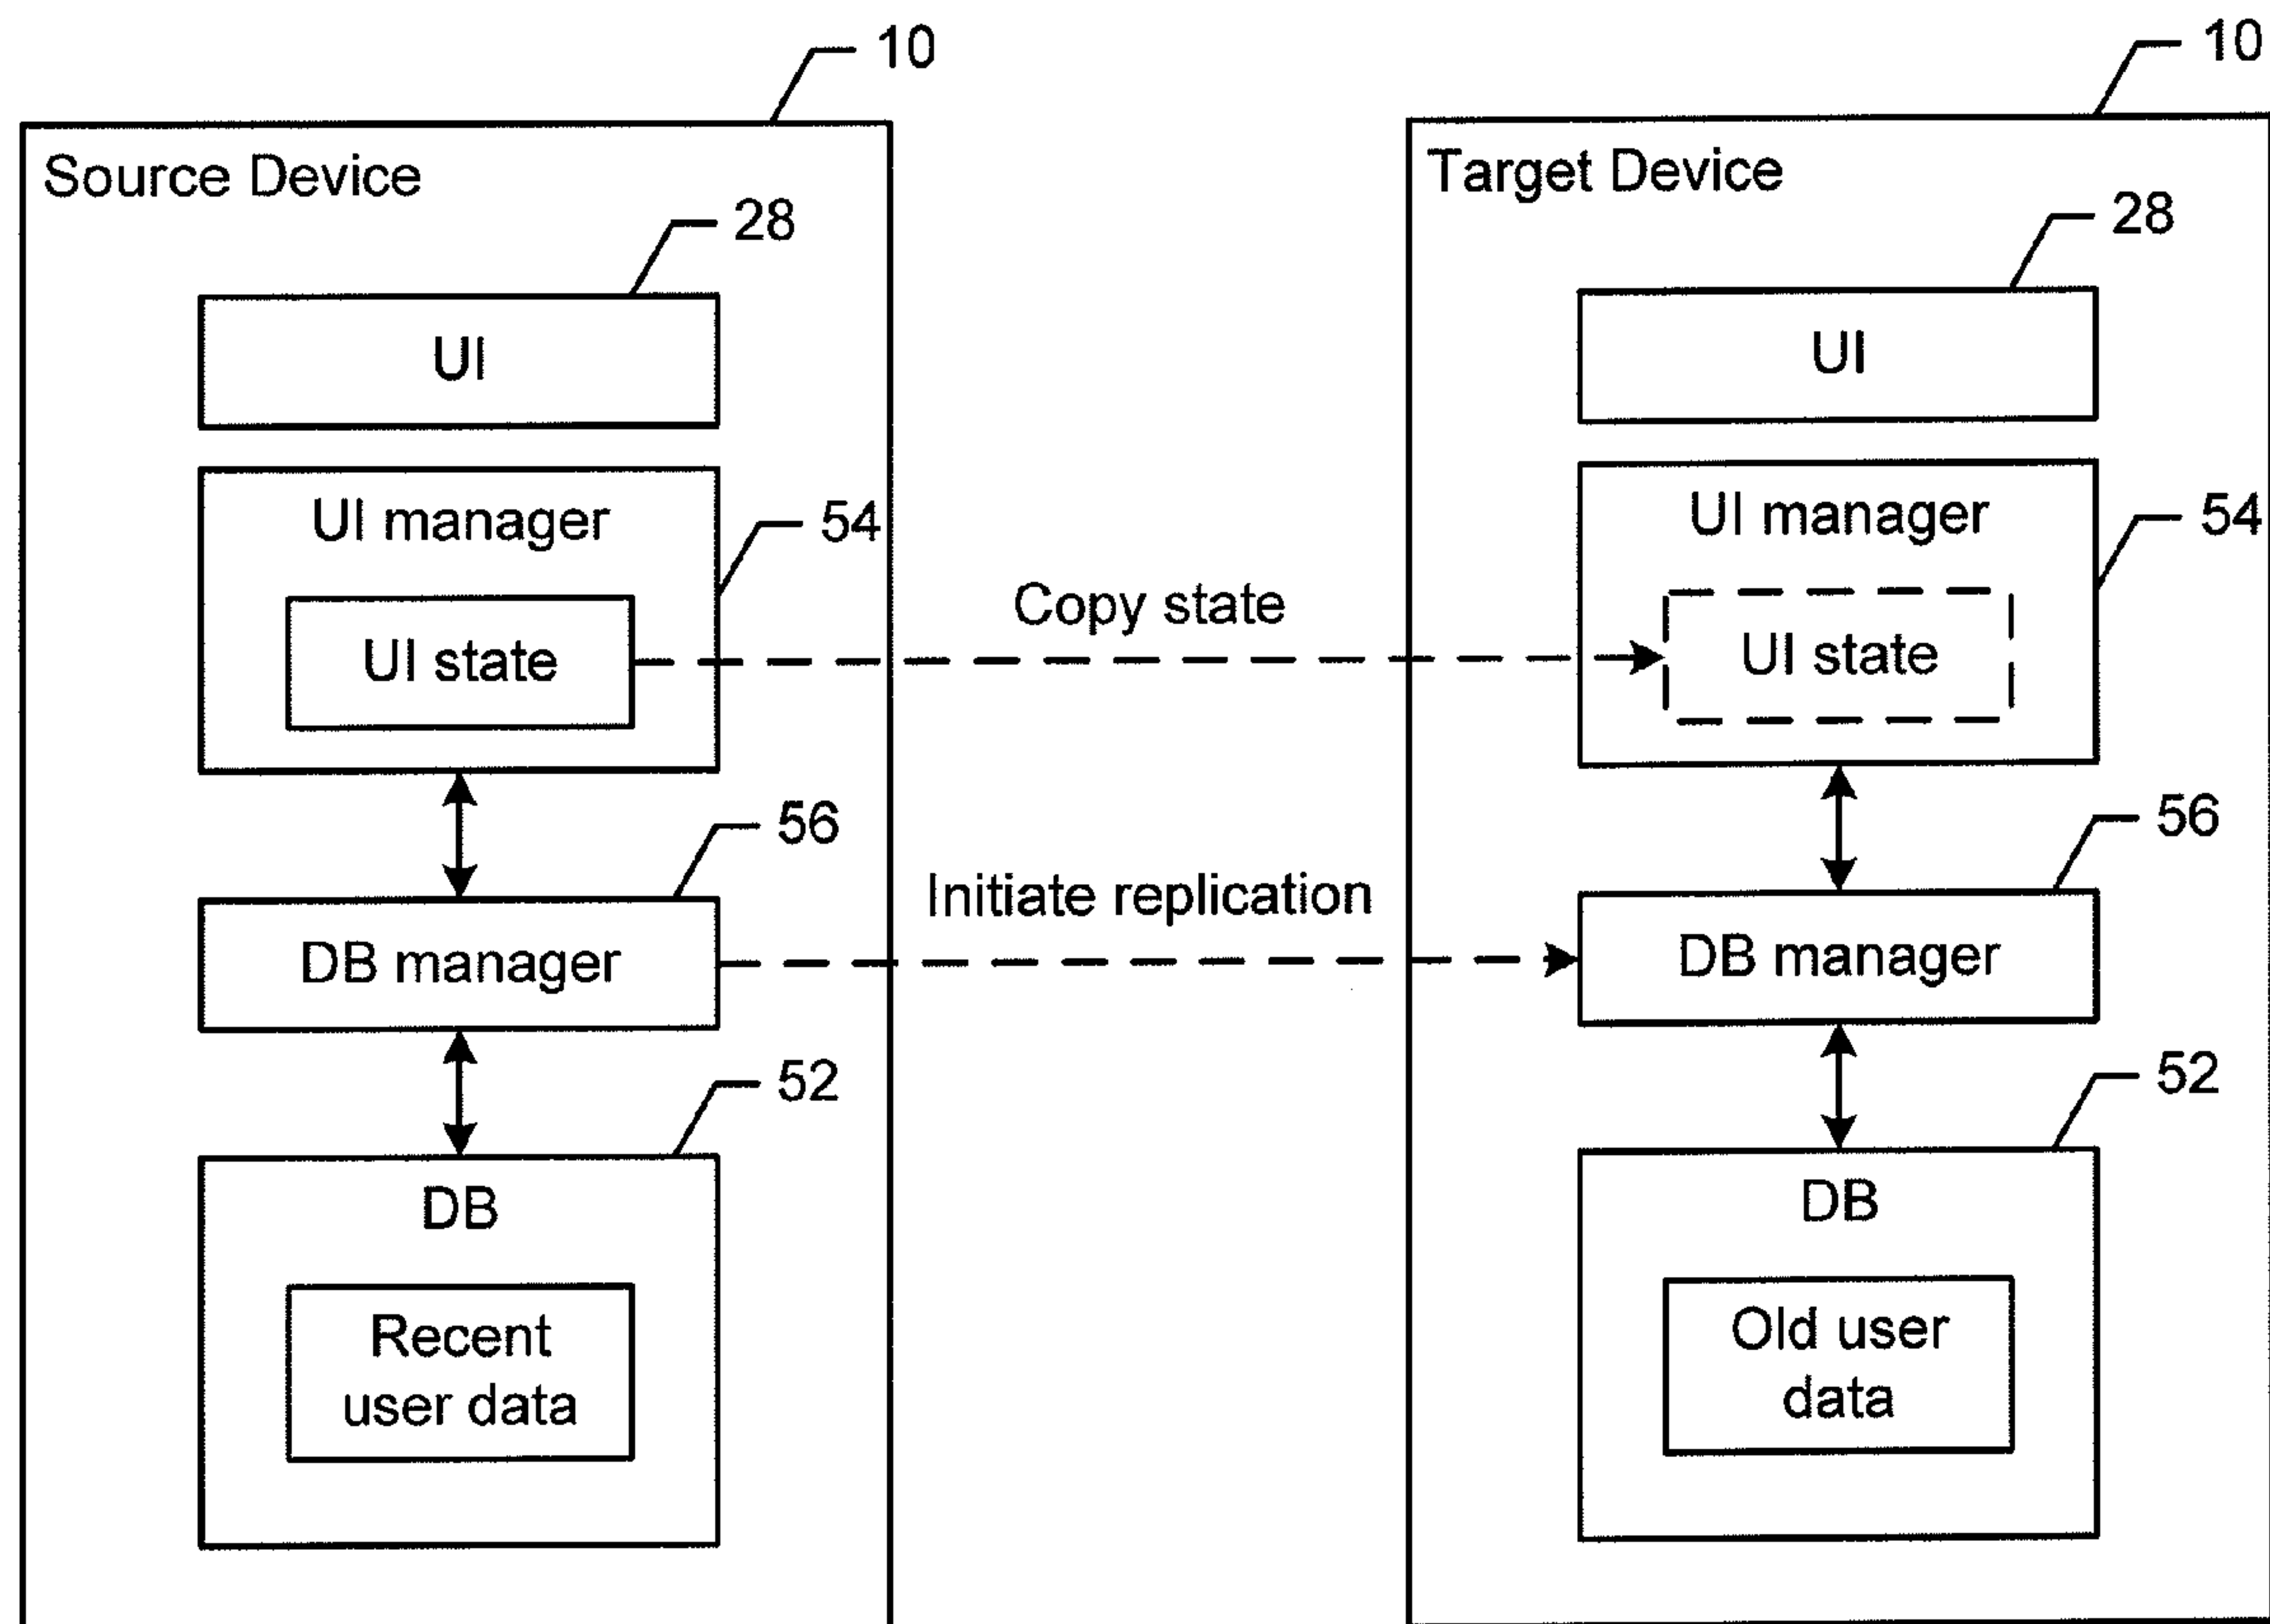 10
10
Source Device
Target Device
28
28
UI
UI
UI manager
54
UI manager
54
UI state
Copy state
UI state
56
56
DB manager
Initiate replication
DB manager
52
52
DB
DB
Recent
user data
Old user
data